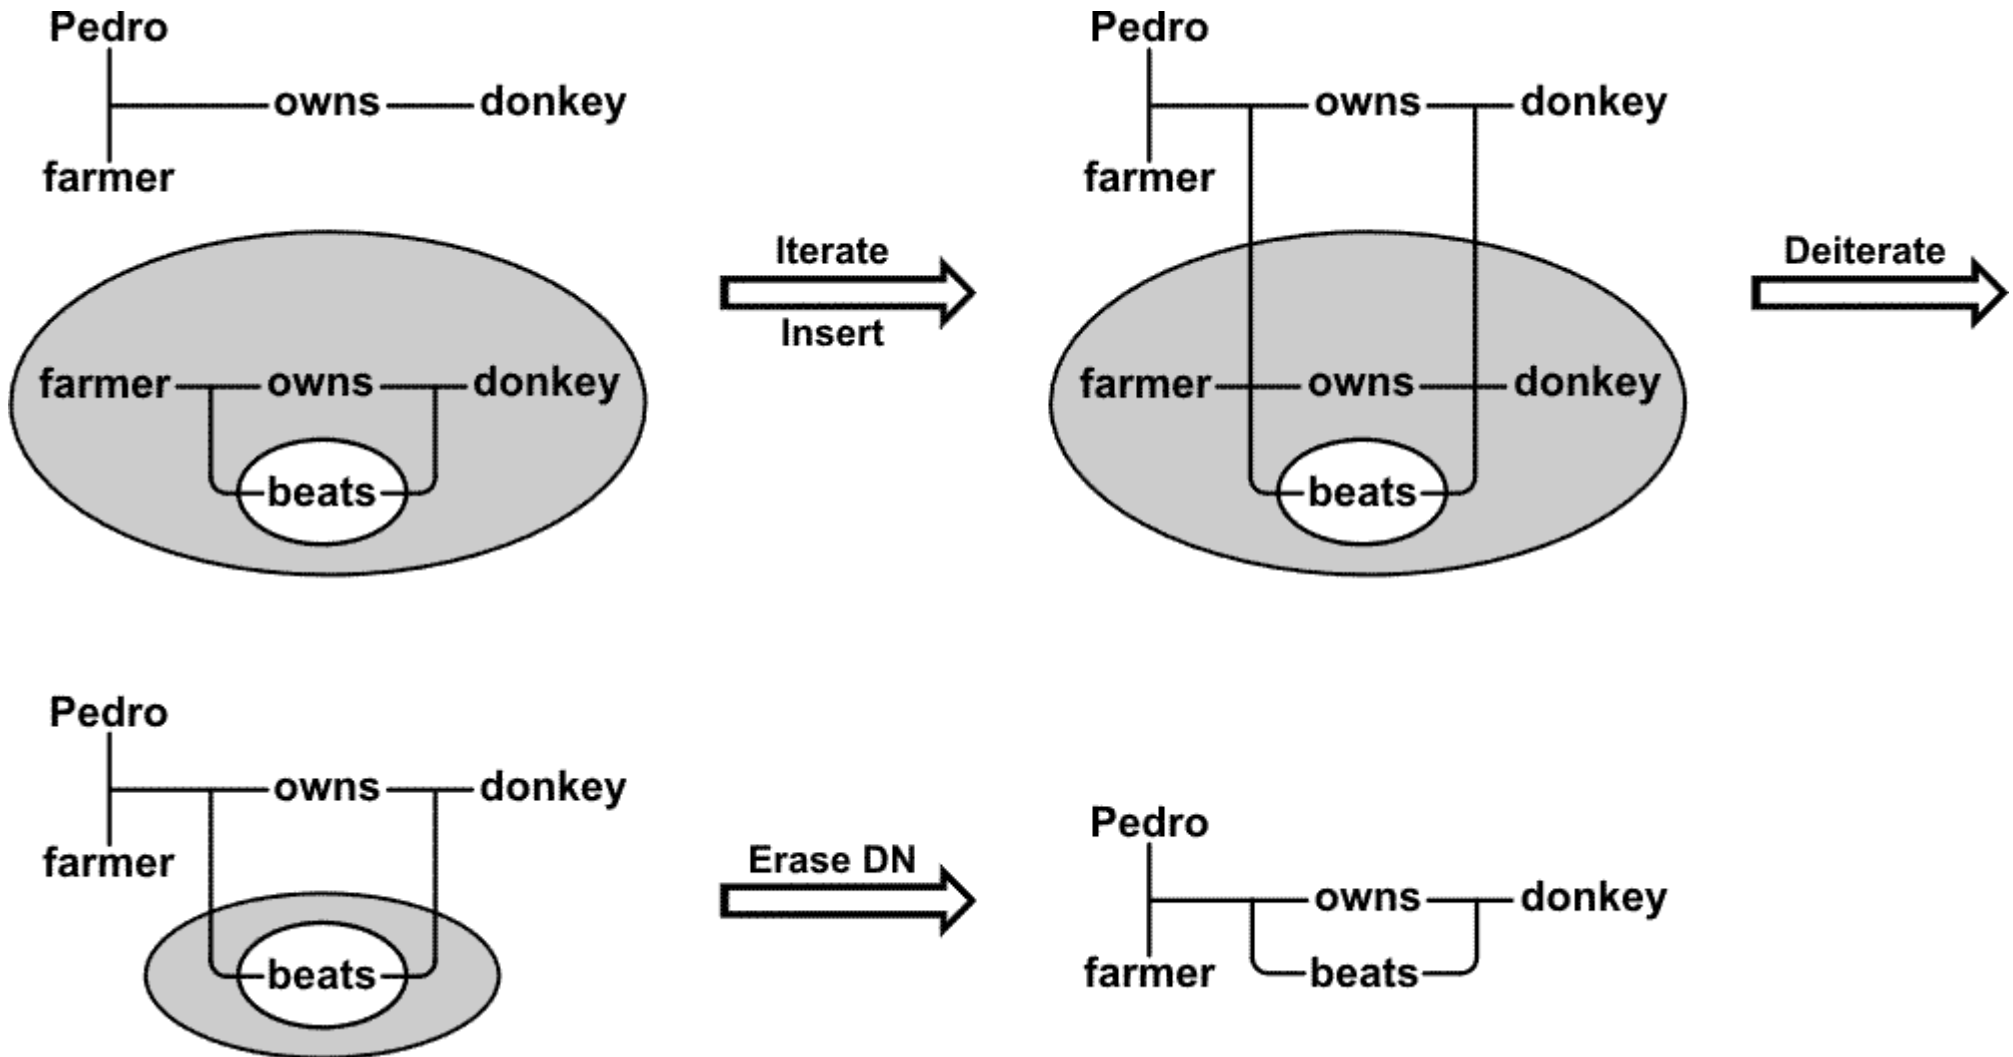 Pedro
owns donkey
farmer
farmer owns donkey
beats
Iterate
Insert
Pedro
owns donkey
farmer
farmer owns donkey
beats
Deiterate
Pedro
owns donkey
farmer
beats
Erase DN
Pedro
owns donkey
farmer beats